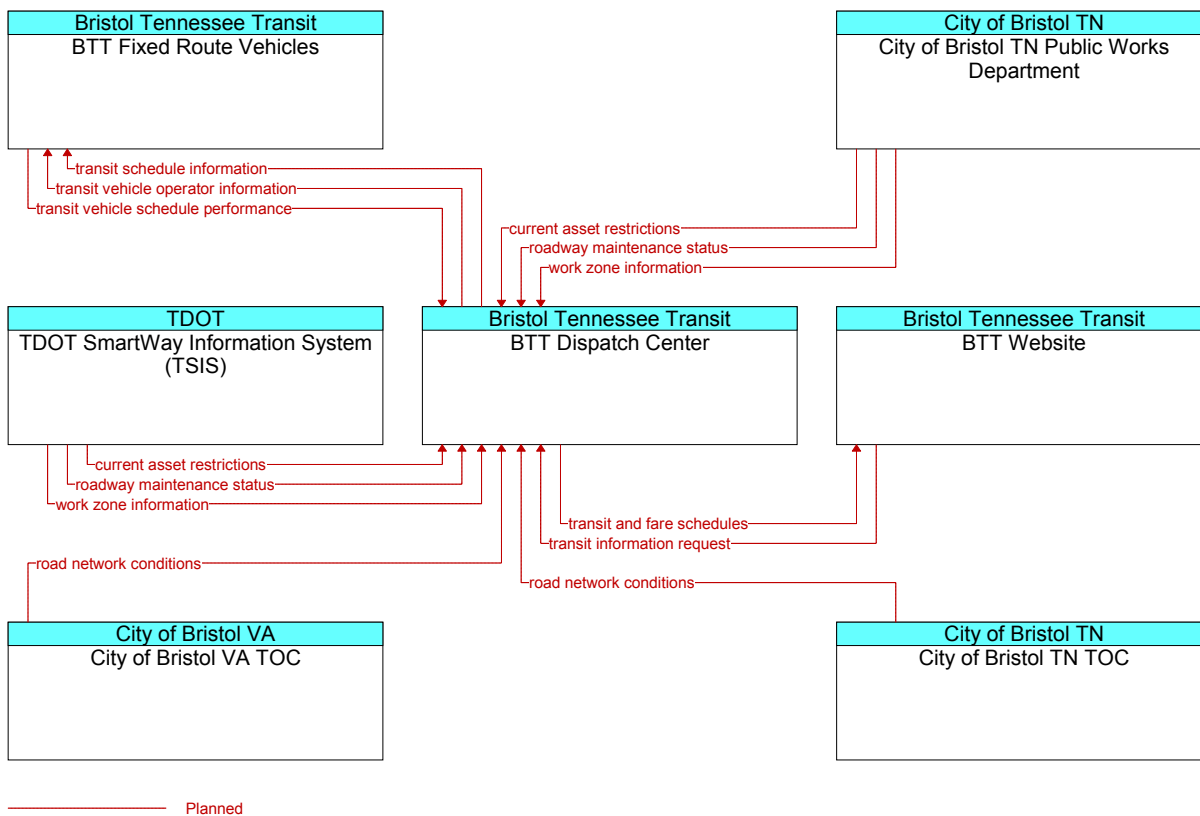 Bristol Tennessee Transit
BTT Fixed Route Vehicles
City of Bristol TN
City of Bristol TN Public Works
Department
transit schedule information
transit vehicle operator information
transit vehicle schedule performance
current asset restrictions
roadway maintenance status
work zone information
TDOT
TDOT SmartWay Information System
(TSIS)
Bristol Tennessee Transit
BTT Dispatch Center
Bristol Tennessee Transit
BTT Website
current asset restrictions
roadway maintenance status
work zone information
transit and fare schedules
transit information request
road network conditions
road network conditions
City of Bristol VA
City of Bristol VA TOC
City of Bristol TN
City of Bristol TN TOC
Planned